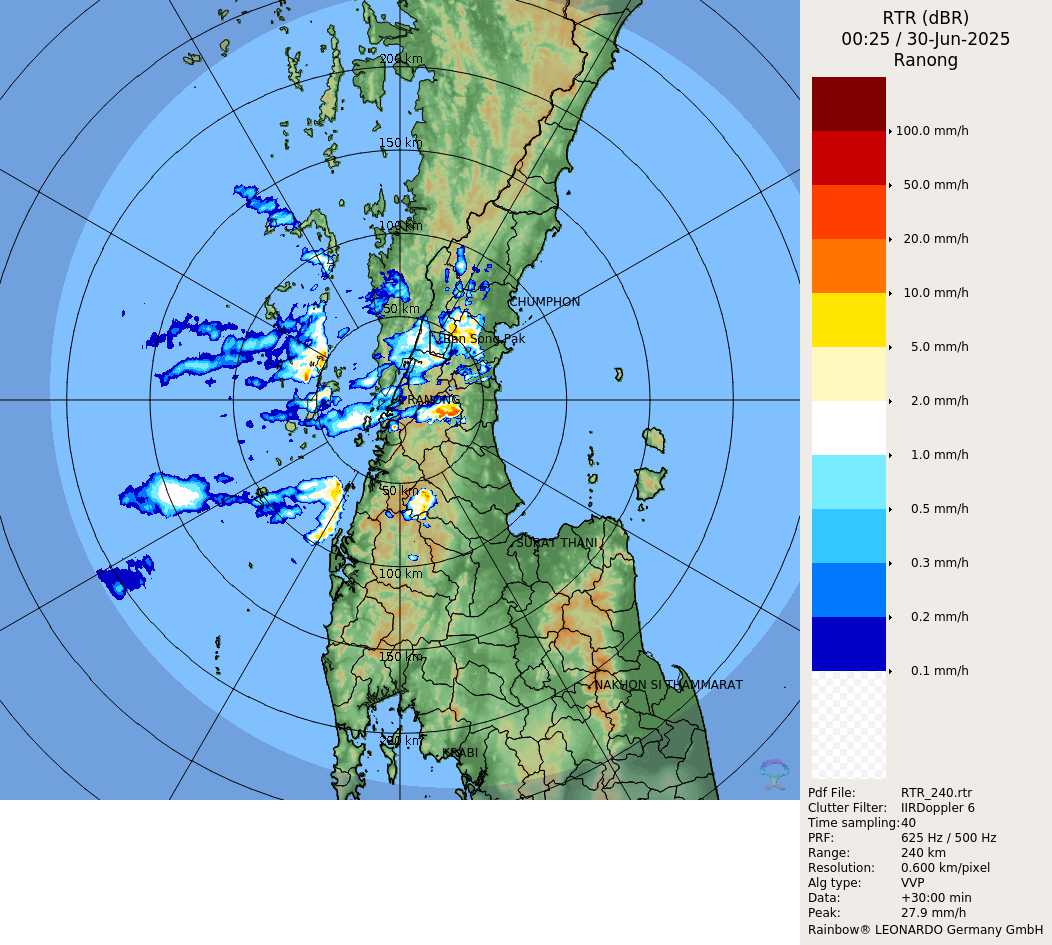 200 km
150 km
100 km
50 km
CHUMPHON
Ban Song Pak
RANONG
50 km
SURAT THANI
100 km
150 km
NAKHON SI THAMMARAT
200 km
KRABI
RTR (dBR)
00:25 / 30-Jun-2025
Ranong
100.0 mm/h
50.0 mm/h
20.0 mm/h
10.0 mm/h
5.0 mm/h
2.0 mm/h
1.0 mm/h
0.5 mm/h
0.3 mm/h
0.2 mm/h
0.1 mm/h
Pdf File: RTR_240.rtr
Clutter Filter: IIRDoppler 6
Time sampling:40
PRF: 625 Hz / 500 Hz
Range: 240 km
Resolution: 0.600 km/pixel
Alg type: VVP
Data: +30:00 min
Peak: 27.9 mm/h
Rainbow® LEONARDO Germany GmbH